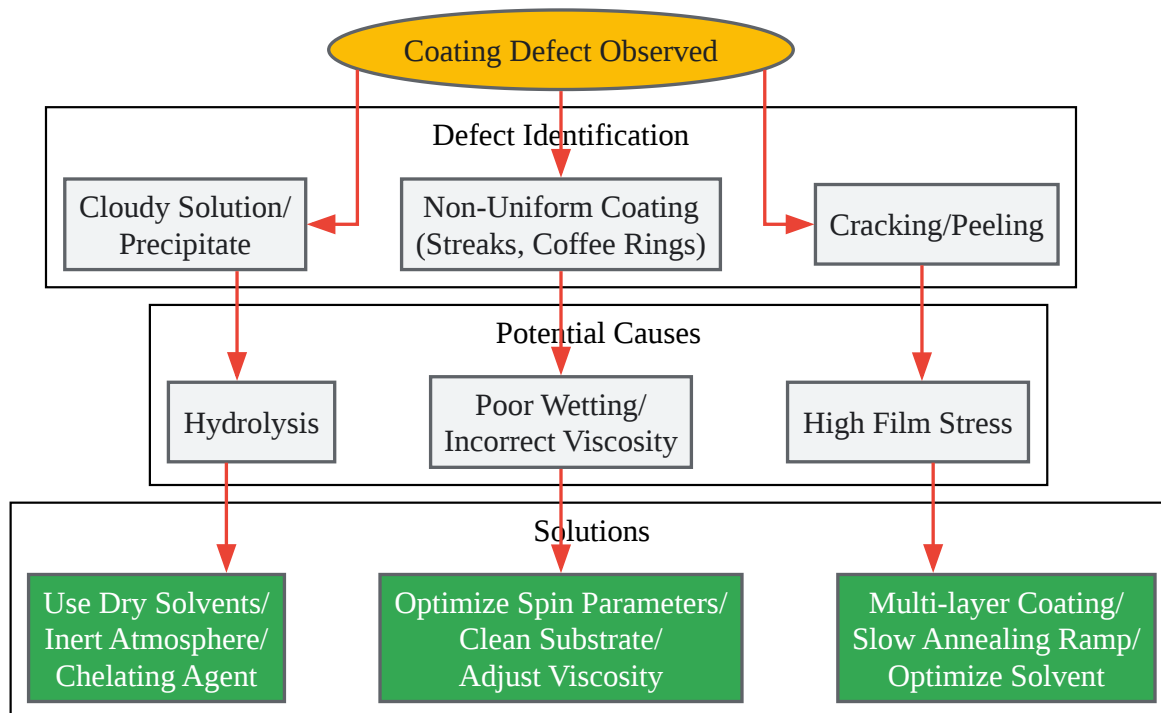 Coating Defect Observed
Defect Identification
Cloudy Solution/
Precipitate
Non-Uniform Coating
(Streaks, Coffee Rings)
Cracking/Peeling
Potential Causes
Hydrolysis
Poor Wetting/
Incorrect Viscosity
High Film Stress
Solutions
Use Dry Solvents/
Inert Atmosphere/
Chelating Agent
Optimize Spin Parameters/
Clean Substrate/
Adjust Viscosity
Multi-layer Coating/
Slow Annealing Ramp/
Optimize Solvent